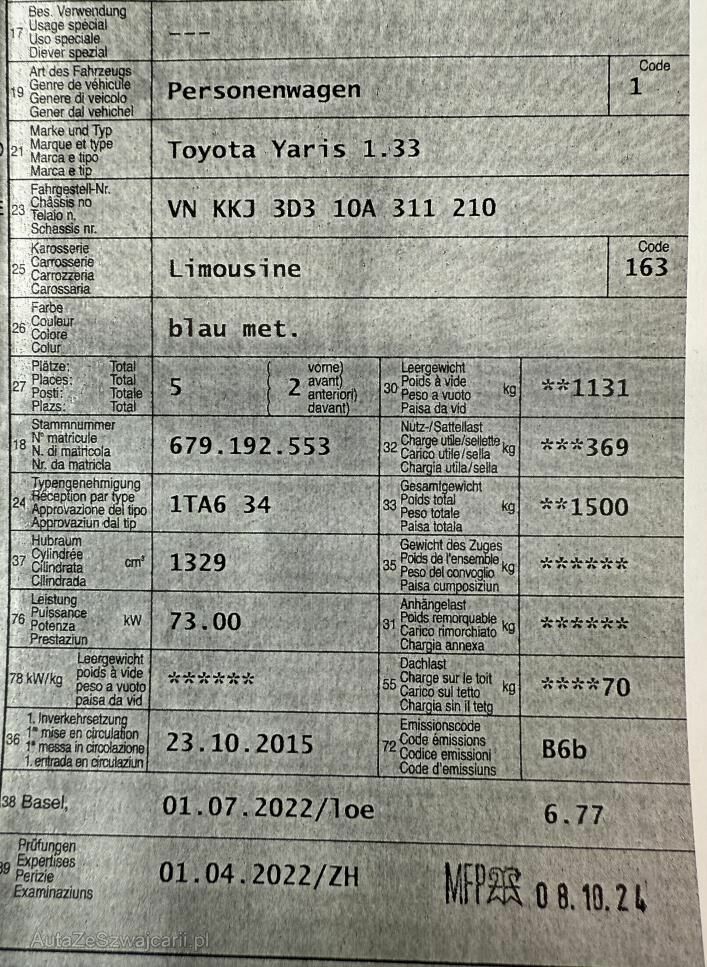 17 Bes. Verwendung
Usage spécial
Uso speciale
Diever spezial
---
19 Art des Fahrzeugs
Genre de véhicule
Genere di veicolo
Gener dal vehichel
Personenwagen
Code
1
21 Marke und Typ
Marque et type
Marca e tipo
Marca e tip
Toyota Yaris 1.33
23 Fahrgestell-Nr.
Châssis no
Telaio n.
Schassis nr.
VN KKJ 3D3 10A 311 210
25 Karosserie
Carrosserie
Carrozzeria
Carossaria
Limousine
Code
163
26 Farbe
Couleur
Colore
Colur
blau met.
27 Plätze: Total
Places: Total
Posti: Totale
Plazs: Total
5
2
vorne)
avant)
anteriori)
davant)
30 Leergewicht
Poids à vide
Peso a vuoto
Paisa da vid
kg
**1131
18 Stammnummer
N° matricule
N. di matricola
Nr. da matricla
679.192.553
32 Nutz-/Sattellast
Charge utile/sellette
Carico utile/sella
Chargia utila/sella
kg
***369
24 Typengenehmigung
Réception par type
Approvazione del tipo
Approvaziun dal tip
1TA6 34
33 Gesamtgewicht
Poids total
Peso totale
Paisa totala
kg
**1500
37 Hubraum
Cylindrée
Cilindrata
Cilindrada
cm³
1329
35 Gewicht des Zuges
Poids de l'ensemble
Peso del convoglio
Paisa cumposiziun
kg
******
76 Leistung
Puissance
Potenza
Prestaziun
kW
73.00
31 Anhängelast
Poids remorquable
Carico rimorchiato
Chargia annexa
kg
******
78 kW/kg
Leergewicht
poids à vide
peso a vuoto
paisa da vid
******
55 Dachlast
Charge sur le toit
Carico sul tetto
Chargia sin il tetg
kg
****70
36 1. Inverkehrsetzung
1re mise en circulation
1a messa in circolazione
1. entrada en circulaziun
23.10.2015
72 Emissionscode
Code émissions
Codice emissioni
Code d'emissiuns
B6b
38 Basel,
01.07.2022/loe
6.77
39 Prüfungen
Expertises
Perizie
Examinaziuns
01.04.2022/ZH
MFP 08.10.24
AutaZeSzwajcarii.pl